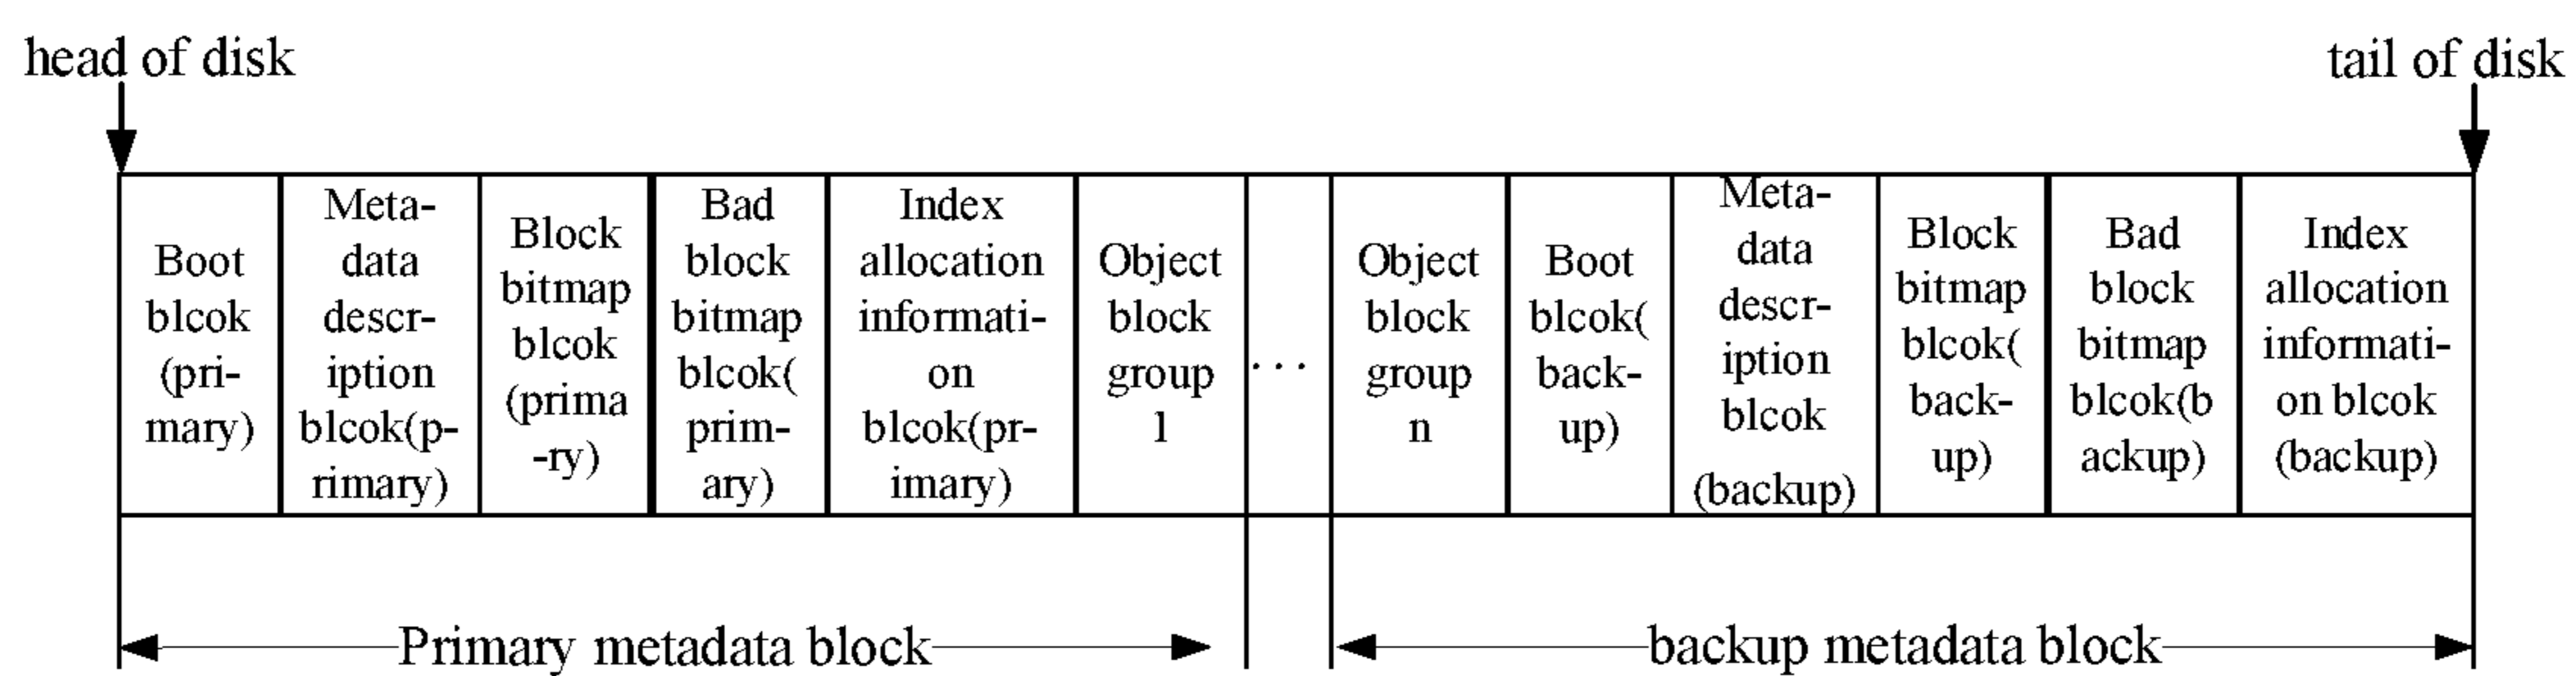 head of disk
tail of disk
Boot
blcok
(pri-
mary)
Meta-
data
descr-
iption
blcok(p-
rimary)
Block
bitmap
blcok
(prima
-ry)
Bad
block
bitmap
blcok(
prim-
ary)
Index
allocation
informati-
on
blcok(pr-
imary)
Object
block
group
1
...
Object
block
group
n
Boot
blcok(
back-
up)
Meta-
data
descr-
iption
blcok
(backup)
Block
bitmap
blcok(
back-
up)
Bad
block
bitmap
blcok(b
ackup)
Index
allocation
informati-
on blcok
(backup)
Primary metadata block
backup metadata block